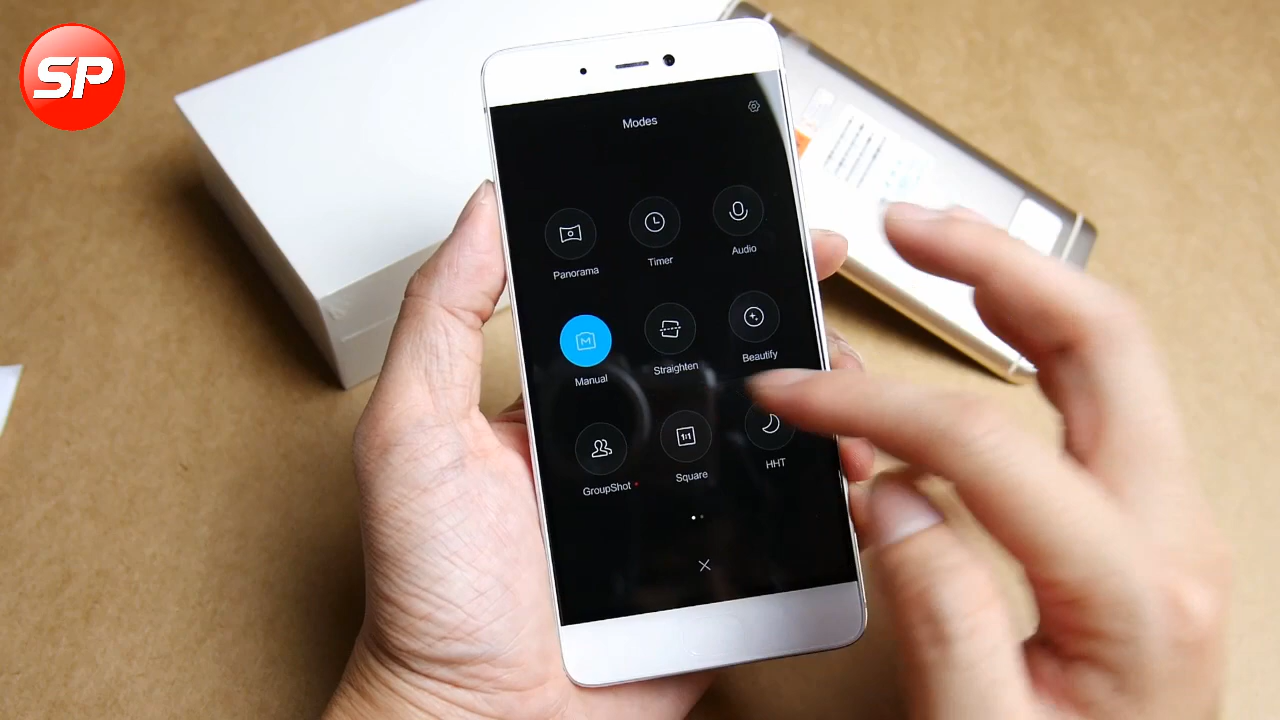 SP
Modes
Panorama
Timer
Audio
M
Manual
Straighten
Beautify
GroupShot
1:1
Square
HHT